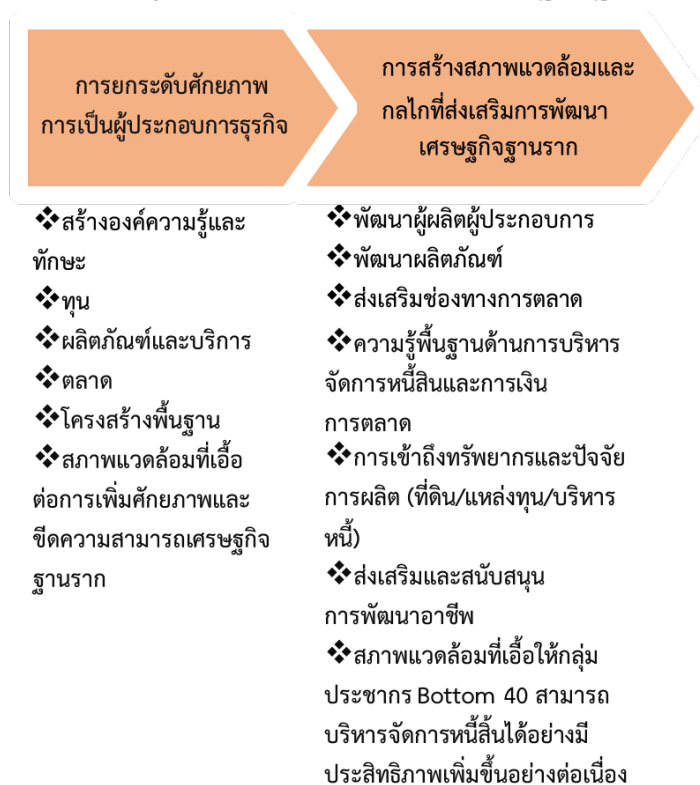 การยกระดับศักยภาพ
การเป็นผู้ประกอบการธุรกิจ
❖สร้างองค์ความรู้และ
ทักษะ
❖ทุน
❖ผลิตภัณฑ์และบริการ
❖ตลาด
❖โครงสร้างพื้นฐาน
❖สภาพแวดล้อมที่เอื้อ
ต่อการเพิ่มศักยภาพและ
ขีดความสามารถเศรษฐกิจ
ฐานราก
การสร้างสภาพแวดล้อมและ
กลไกที่ส่งเสริมการพัฒนา
เศรษฐกิจฐานราก
❖พัฒนาผู้ผลิตผู้ประกอบการ
❖พัฒนาผลิตภัณฑ์
❖ส่งเสริมช่องทางการตลาด
❖ความรู้พื้นฐานด้านการบริหาร
จัดการหนี้สินและการเงิน
การตลาด
❖การเข้าถึงทรัพยากรและปัจจัย
การผลิต (ที่ดิน/แหล่งทุน/บริหาร
หนี้)
❖ส่งเสริมและสนับสนุน
การพัฒนาอาชีพ
❖สภาพแวดล้อมที่เอื้อให้กลุ่ม
ประชากร Bottom 40 สามารถ
บริหารจัดการหนี้สิ้นได้อย่างมี
ประสิทธิภาพเพิ่มขึ้นอย่างต่อเนื่อง